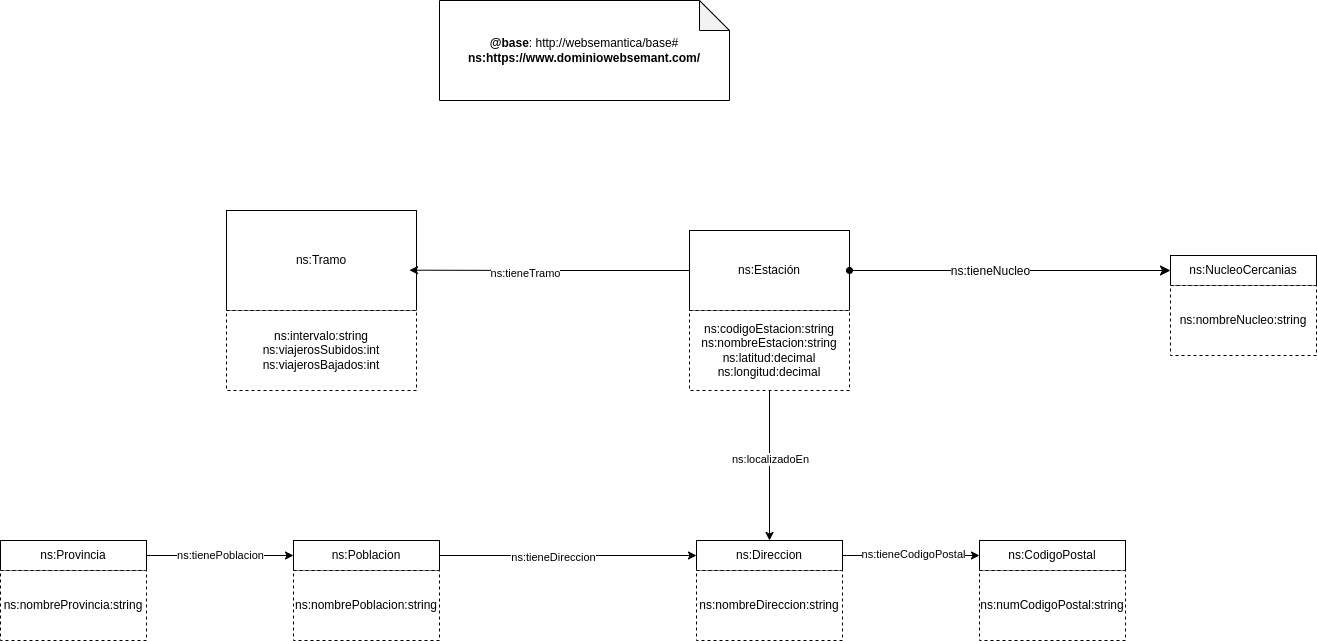 @base: http://websemantica/base#
ns:https://www.dominiowebsemant.com/
ns:Tramo
ns:intervalo:string
ns:viajerosSubidos:int
ns:viajerosBajados:int
ns:tieneTramo
ns:Estación
ns:codigoEstacion:string
ns:nombreEstacion:string
ns:latitud:decimal
ns:longitud:decimal
ns:tieneNucleo
ns:NucleoCercanias
ns:nombreNucleo:string
ns:localizadoEn
ns:Provincia
ns:nombreProvincia:string
ns:tienePoblacion
ns:Poblacion
ns:nombrePoblacion:string
ns:tieneDireccion
ns:Direccion
ns:nombreDireccion:string
ns:tieneCodigoPostal
ns:CodigoPostal
ns:numCodigoPostal:string